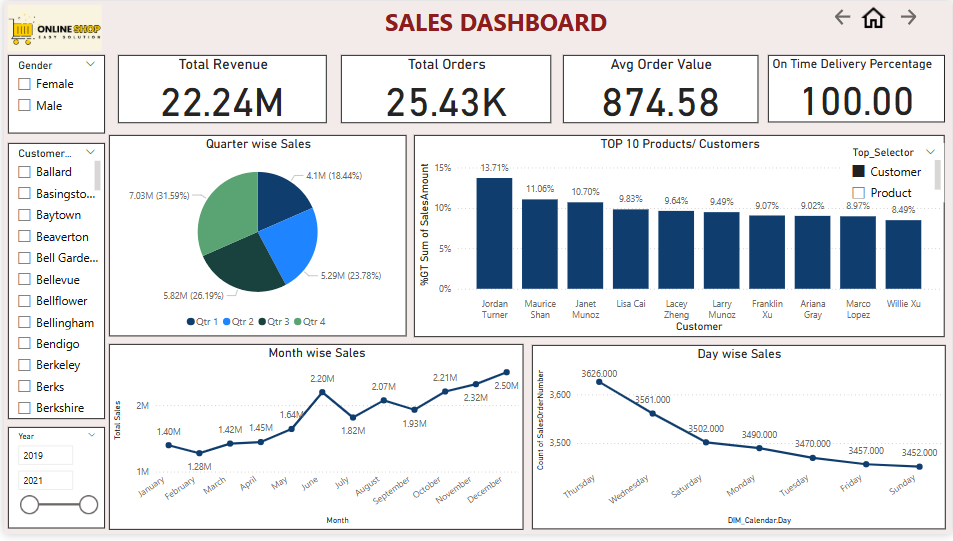 ONLINE SHOP
EASY SOLUTION
SALES DASHBOARD
Gender
Female
Male
Total Revenue
22.24M
Total Orders
25.43K
Avg Order Value
874.58
On Time Delivery Percentage
100.00
Customer...
Ballard
Basingsto...
Baytown
Beaverton
Bell Garde...
Bellevue
Bellflower
Bellingham
Bendigo
Berkeley
Berks
Berkshire
Year
2019
2021
Quarter wise Sales
4.1M (18.44%)
5.29M (23.78%)
5.82M (26.19%)
7.03M (31.59%)
Qtr 1 Qtr 2 Qtr 3 Qtr 4
TOP 10 Products/ Customers
Top_Selector
Customer
Product
%GT Sum of SalesAmount
15%
10%
5%
0%
13.71%
11.06%
10.70%
9.83%
9.64%
9.49%
9.07%
9.02%
8.97%
8.49%
Jordan Turner
Maurice Shan
Janet Munoz
Lisa Cai
Lacey Zheng
Larry Munoz
Franklin Xu
Ariana Gray
Marco Lopez
Willie Xu
Customer
Month wise Sales
Total Sales
2M
1M
1.40M
1.28M
1.42M
1.45M
1.64M
2.20M
1.82M
2.07M
1.93M
2.21M
2.32M
2.50M
January
February
March
April
May
June
July
August
September
October
November
December
Month
Day wise Sales
Count of SalesOrderNumber
3,600
3,500
3626.000
3561.000
3502.000
3490.000
3470.000
3457.000
3452.000
Thursday
Wednesday
Saturday
Monday
Tuesday
Friday
Sunday
DIM_Calendar.Day